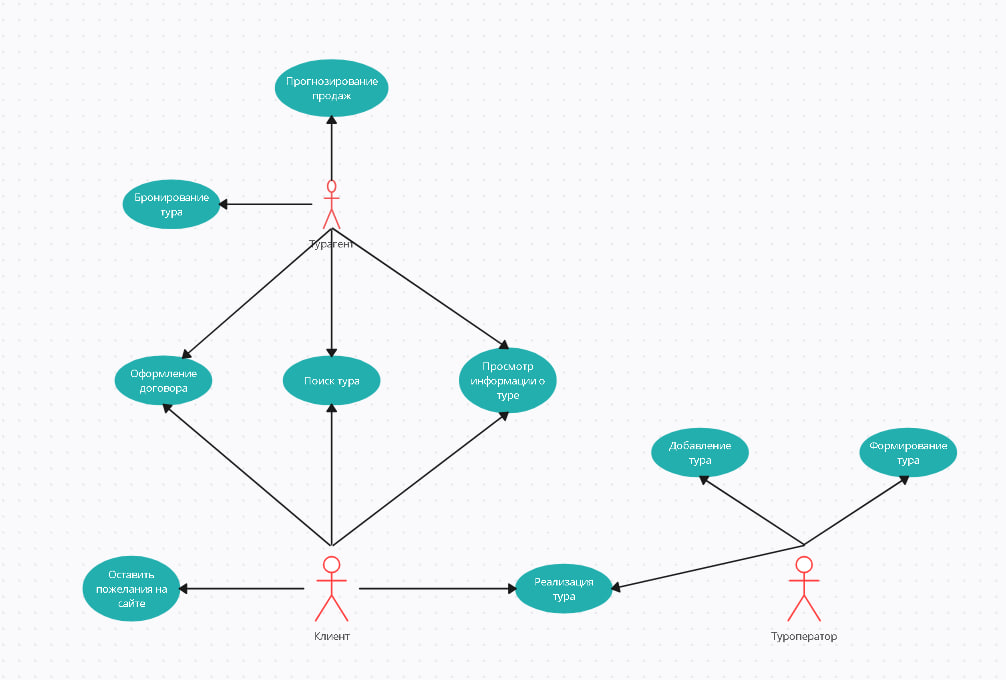 Прогнозирование
продаж
Бронирование
тура
Турагент
Оформление
договора
Поиск тура
Просмотр
информации о
туре
Добавление
тура
Формирование
тура
Оставить
пожелания на
сайте
Реализация
тура
Клиент
Туроператор